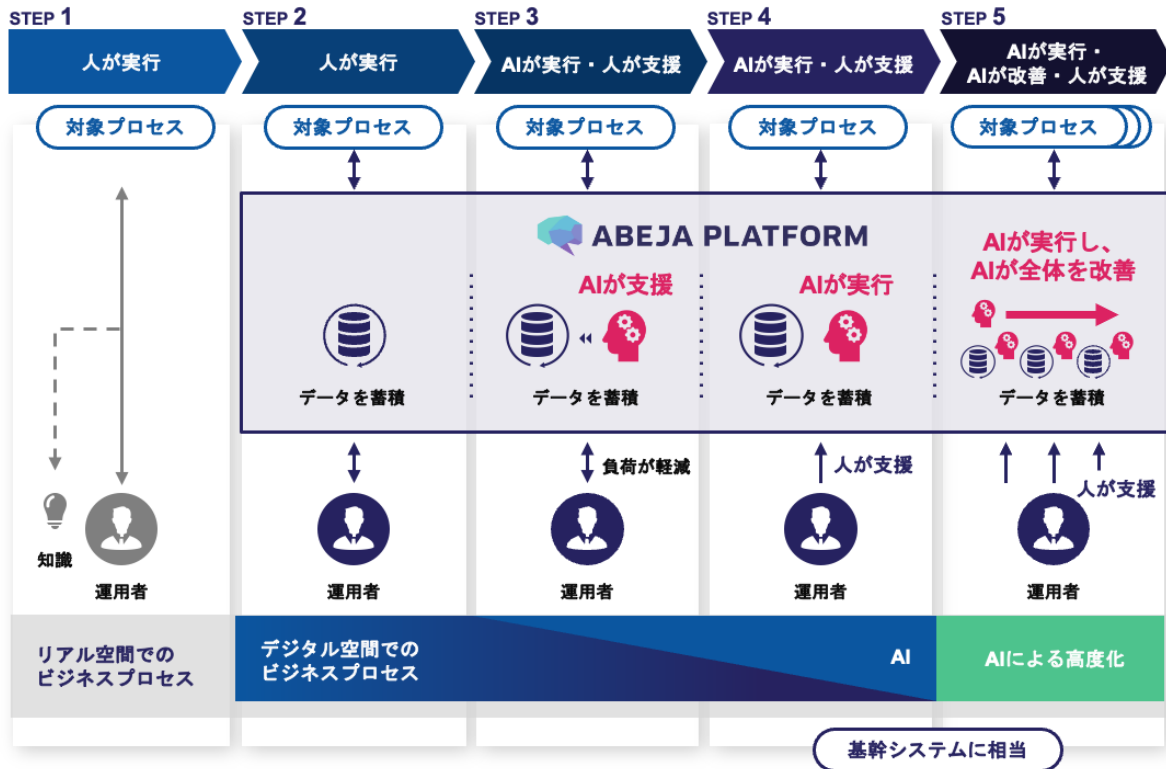 STEP 1
STEP 2
STEP 3
STEP 4
STEP 5
人が実行
人が実行
AIが実行・人が支援
AIが実行・人が支援
AIが実行・
AIが改善・人が支援
対象プロセス
対象プロセス
対象プロセス
対象プロセス
対象プロセス
ABEJA PLATFORM
AIが支援
AIが実行
AIが実行し、
AIが全体を改善
データを蓄積
データを蓄積
データを蓄積
データを蓄積
負荷が軽減
人が支援
人が支援
知識
運用者
運用者
運用者
運用者
運用者
リアル空間での
ビジネスプロセス
デジタル空間での
ビジネスプロセス
AI
AIによる高度化
基幹システムに相当